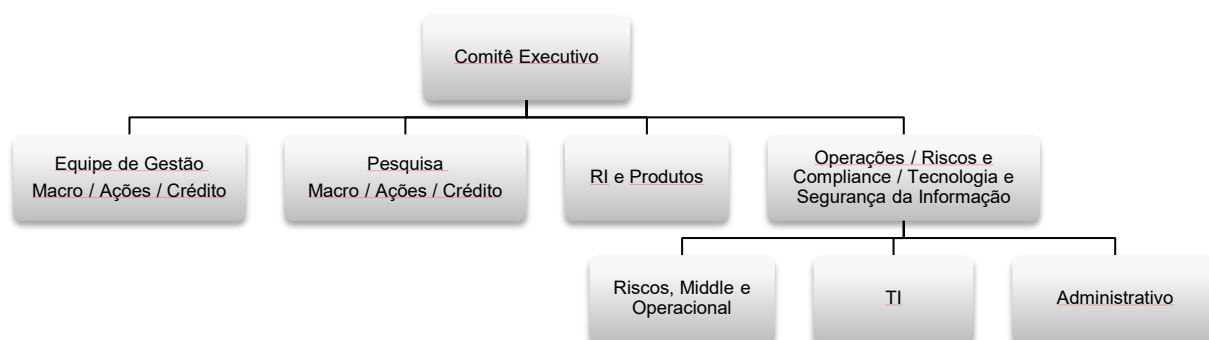 Comitê Executivo
Equipe de Gestão
Macro / Ações / Crédito
Pesquisa
Macro / Ações / Crédito
RI e Produtos
Operações / Riscos e
Compliance / Tecnologia e
Segurança da Informação
Riscos, Middle e
Operacional
TI
Administrativo